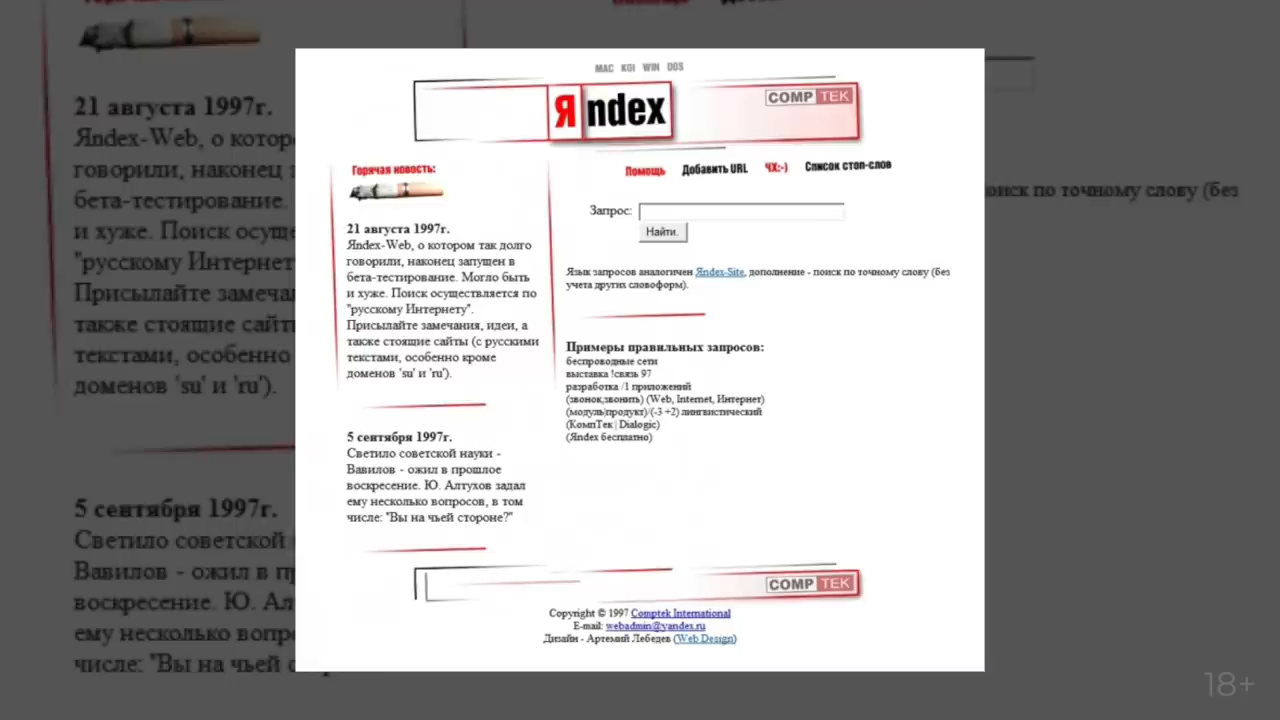 MAC KOI WIN DOS
Яndex
COMP TEK
Горячая новость:
21 августа 1997г.
Яndex-Web, о котором так долго
говорили, наконец запущен в
бета-тестирование. Могло быть
и хуже. Поиск осуществляется по
"русскому Интернету".
Присылайте замечания, идеи, а
также стоящие сайты (с русскими
текстами, особенно кроме
доменов 'su' и 'ru').
5 сентября 1997г.
Светило советской науки -
Вавилов - ожил в прошлое
воскресение. Ю. Алтухов задал
ему несколько вопросов, в том
числе: "Вы на чьей стороне?"
Помощь Добавить URL ЧХ:-) Список стоп-слов
Запрос:
Найти.
Язык запросов аналогичен Яndex-Site, дополнение - поиск по точному слову (без
учета других словоформ).
Примеры правильных запросов:
беспроводные сети
выставка !связь 97
разработка /1 приложений
(звонок,звонить) (Web, Internet, Интернет)
(модуль|продукт)/(-3 +2) лингвистический
(КомпТек | Dialogic)
(Яndex бесплатно)
COMP TEK
Copyright © 1997 Comptek International
E-mail: webadmin@yandex.ru
Дизайн - Артемий Лебедев (Web Design)
21 августа 1997г.
Яndex-Web, о которо
говорили, наконец
бета-тестирование.
и хуже. Поиск осуще
"русскому Интернет
Присылайте замеча
также стоящие сайт
текстами, особенно
доменов 'su' и 'ru').
5 сентября 1997г.
Светило советской
Вавилов - ожил в п
воскресение. Ю. Ал
ему несколько вопр
числе: "Вы на чьей с
оиск по точному слову (без
18+